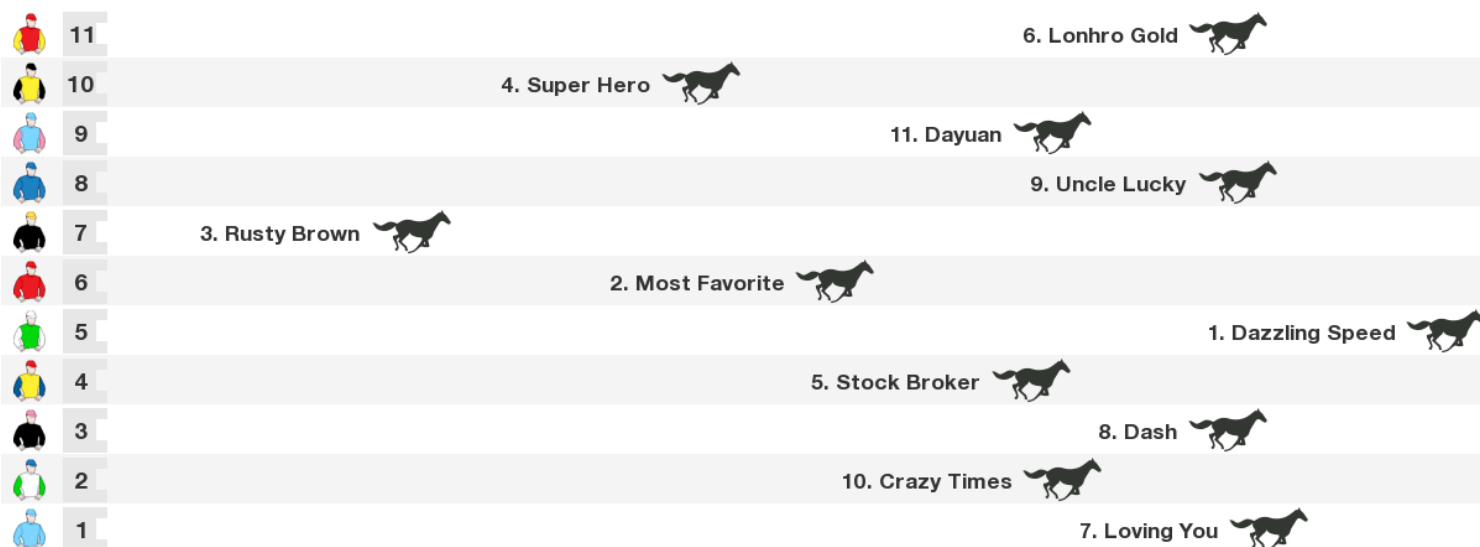 11 6. Lonhro Gold
10 4. Super Hero
9 11. Dayuan
8 9. Uncle Lucky
7 3. Rusty Brown
6 2. Most Favorite
5 1. Dazzling Speed
4 5. Stock Broker
3 8. Dash
2 10. Crazy Times
1 7. Loving You